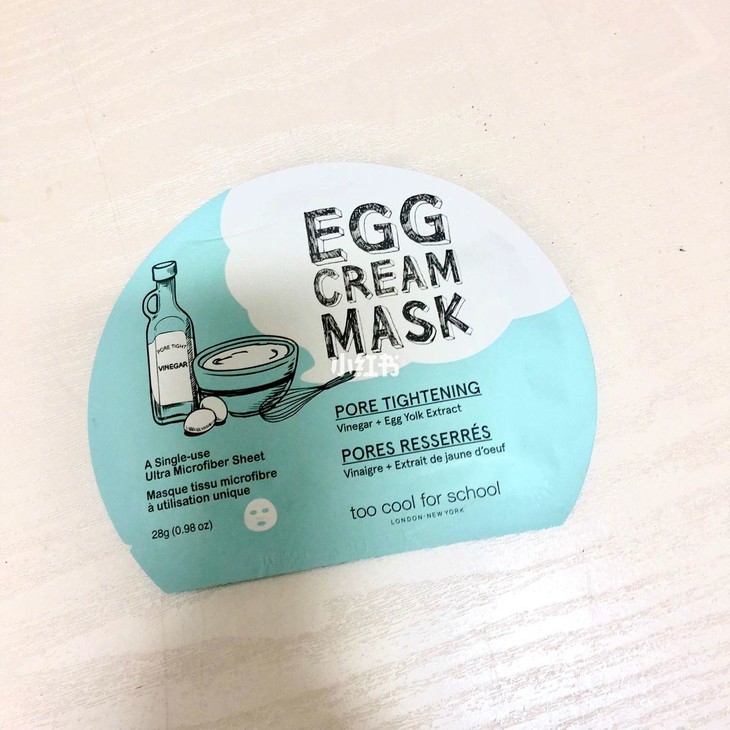 EGG
CREAM
MASK
小红书
PORE TIGHT
VINEGAR
PORE TIGHTENING
Vinegar + Egg Yolk Extract
PORES RESSERRÉS
Vinaigre + Extrait de jaune d'oeuf
A Single-use
Ultra Microfiber Sheet
Masque tissu microfibre
à utilisation unique
28g (0.98 oz)
too cool for school
LONDON·NEW YORK